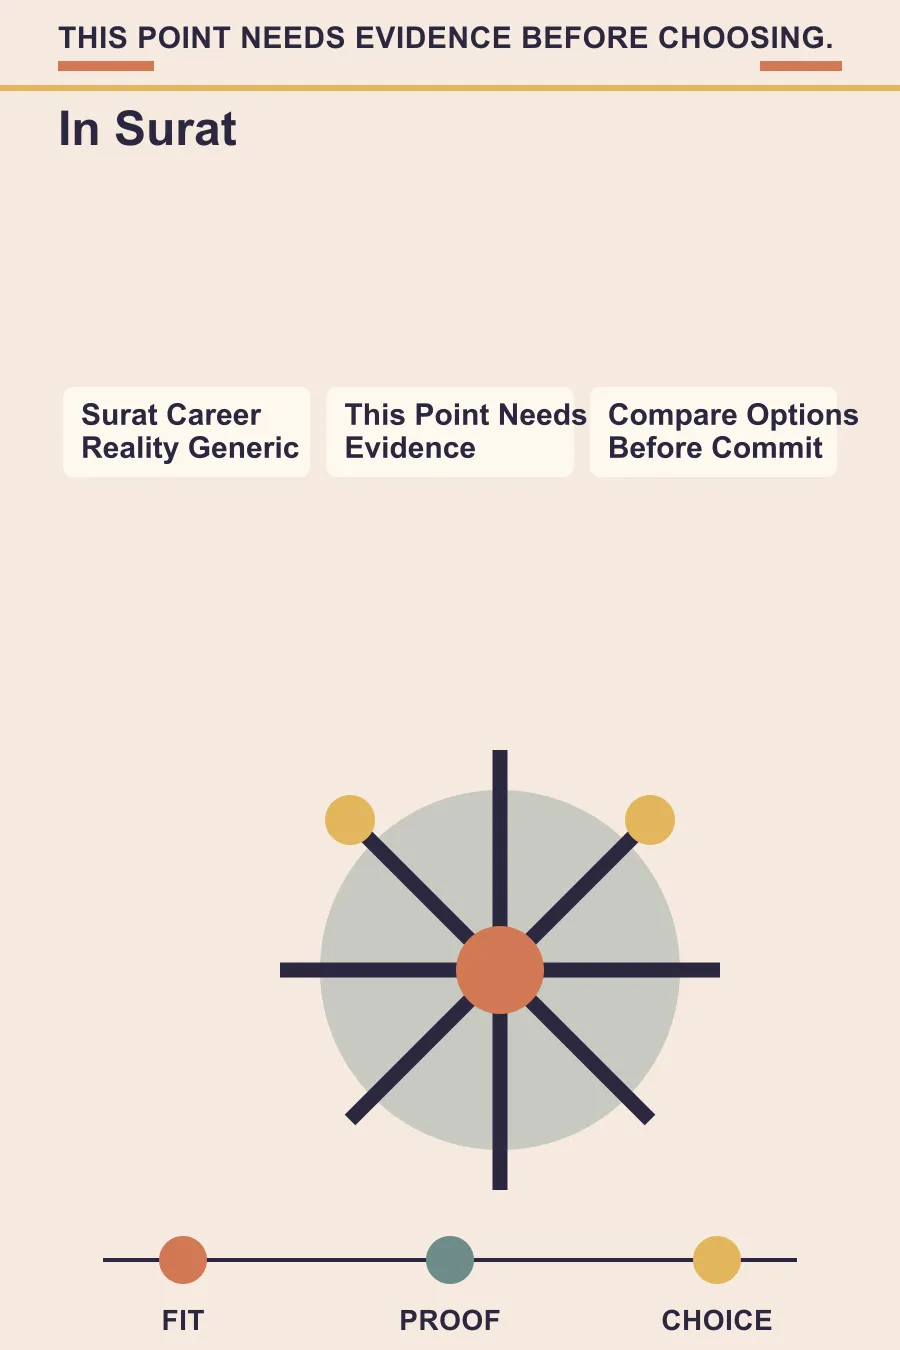 THIS POINT NEEDS EVIDENCE BEFORE CHOOSING.
In Surat
Surat Career
Reality Generic
This Point Needs
Evidence
Compare Options
Before Commit
FIT
PROOF
CHOICE